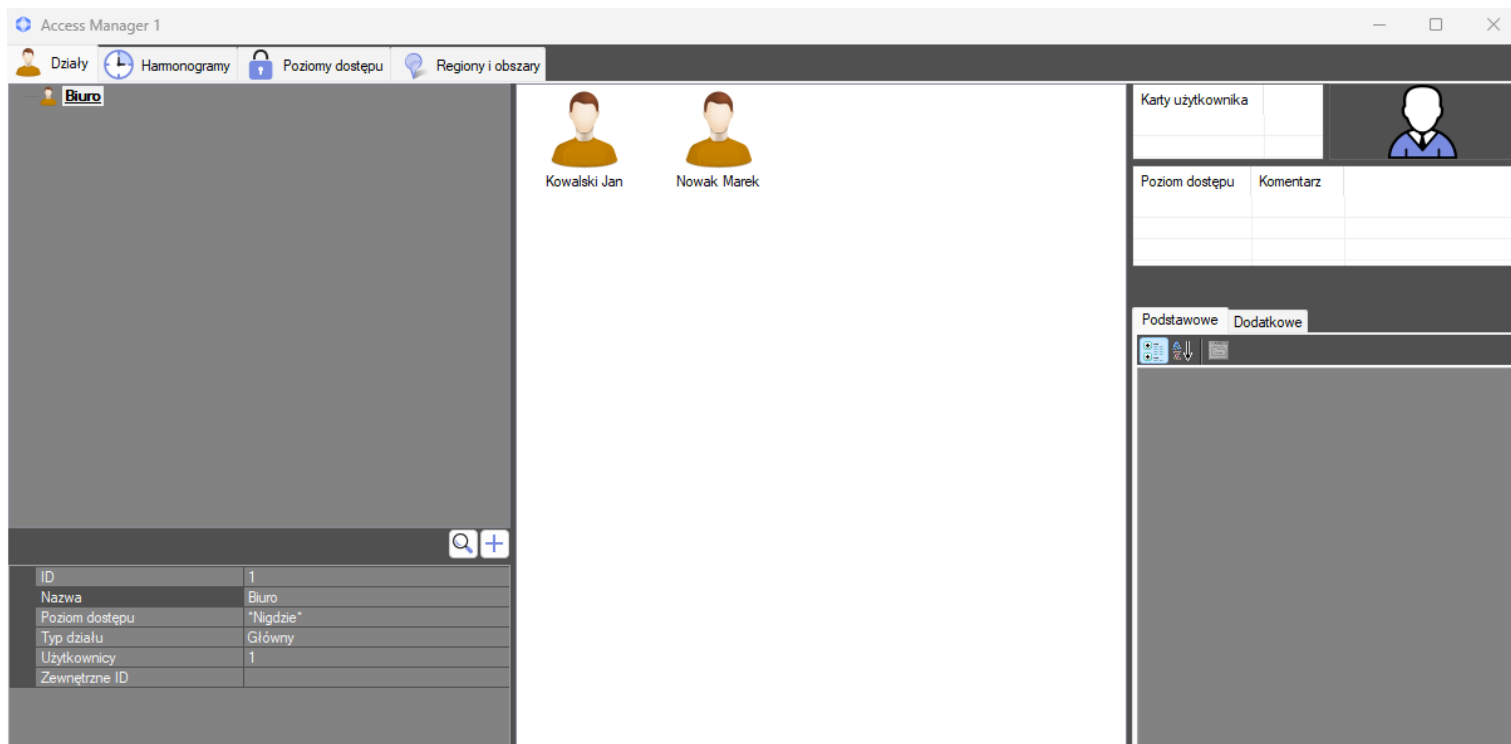 Access Manager 1
Działy Harmonogramy Poziomy dostępu Regiony i obszary
Biuro
Kowalski Jan Nowak Marek
Karty użytkownika
Poziom dostępu Komentarz
Podstawowe Dodatkowe
ID 1
Nazwa Biuro
Poziom dostępu *Nigdzie*
Typ działu Główny
Użytkownicy 1
Zewnętrzne ID